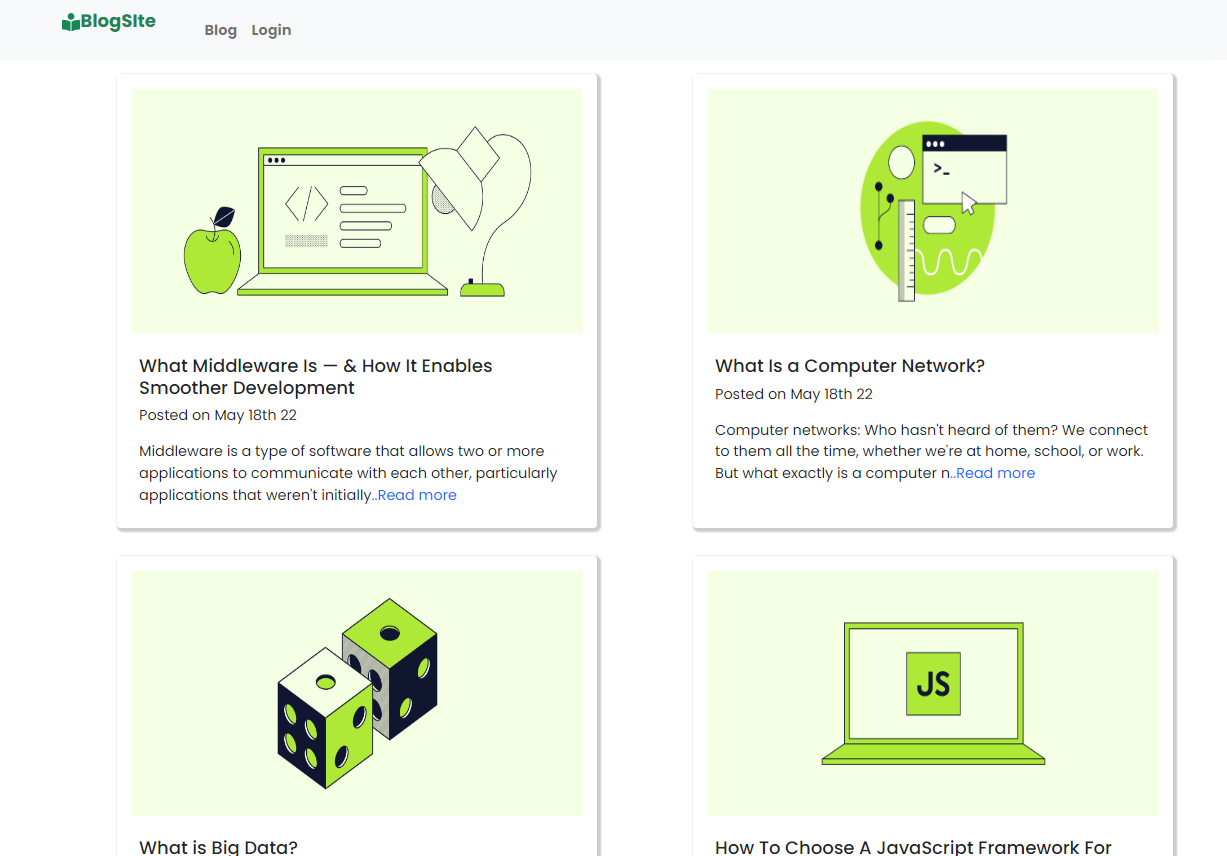 BlogSIte
Blog Login
>_
What Middleware Is — & How It Enables
Smoother Development
Posted on May 18th 22
Middleware is a type of software that allows two or more
applications to communicate with each other, particularly
applications that weren't initially..Read more
What Is a Computer Network?
Posted on May 18th 22
Computer networks: Who hasn't heard of them? We connect
to them all the time, whether we're at home, school, or work.
But what exactly is a computer n..Read more
What is Big Data?
JS
How To Choose A JavaScript Framework For